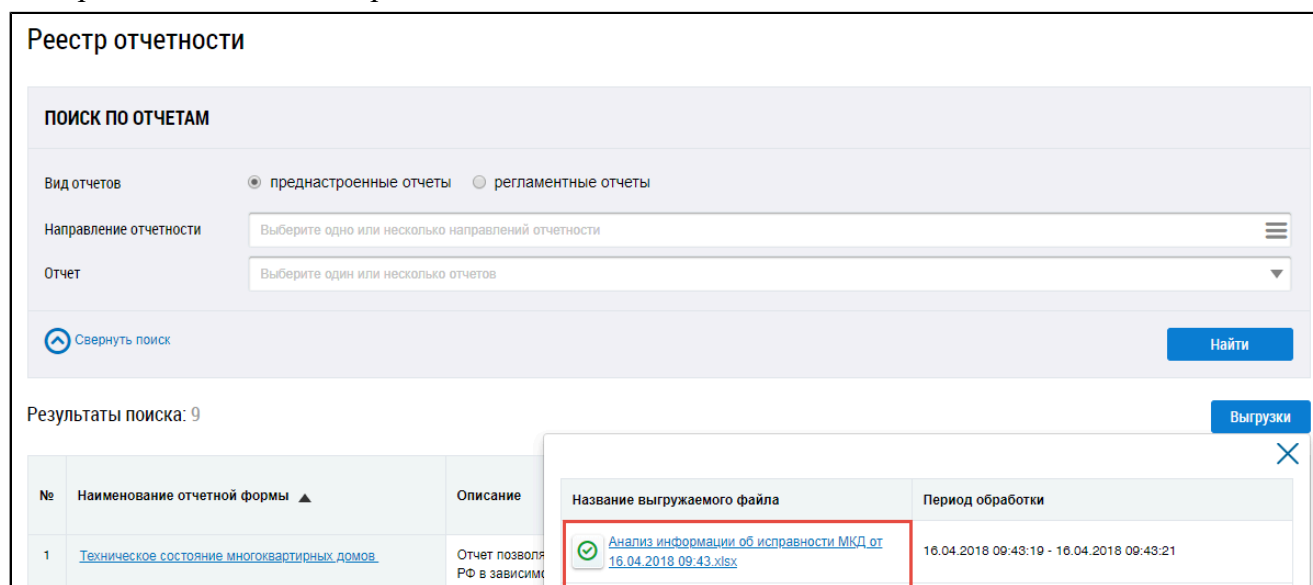 Реестр отчетности
ПОИСК ПО ОТЧЕТАМ
Вид отчетов
преднастроенные отчеты
регламентные отчеты
Направление отчетности
Выберите одно или несколько направлений отчетности
Отчет
Выберите один или несколько отчетов
Свернуть поиск
Найти
Результаты поиска: 9
Выгрузки
№
Наименование отчетной формы
Описание
Название выгружаемого файла
Период обработки
1
Техническое состояние многоквартирных домов
Отчет позволя
РФ в зависимо
Анализ информации об исправности МКД от
16.04.2018 09:43.xlsx
16.04.2018 09:43:19 - 16.04.2018 09:43:21